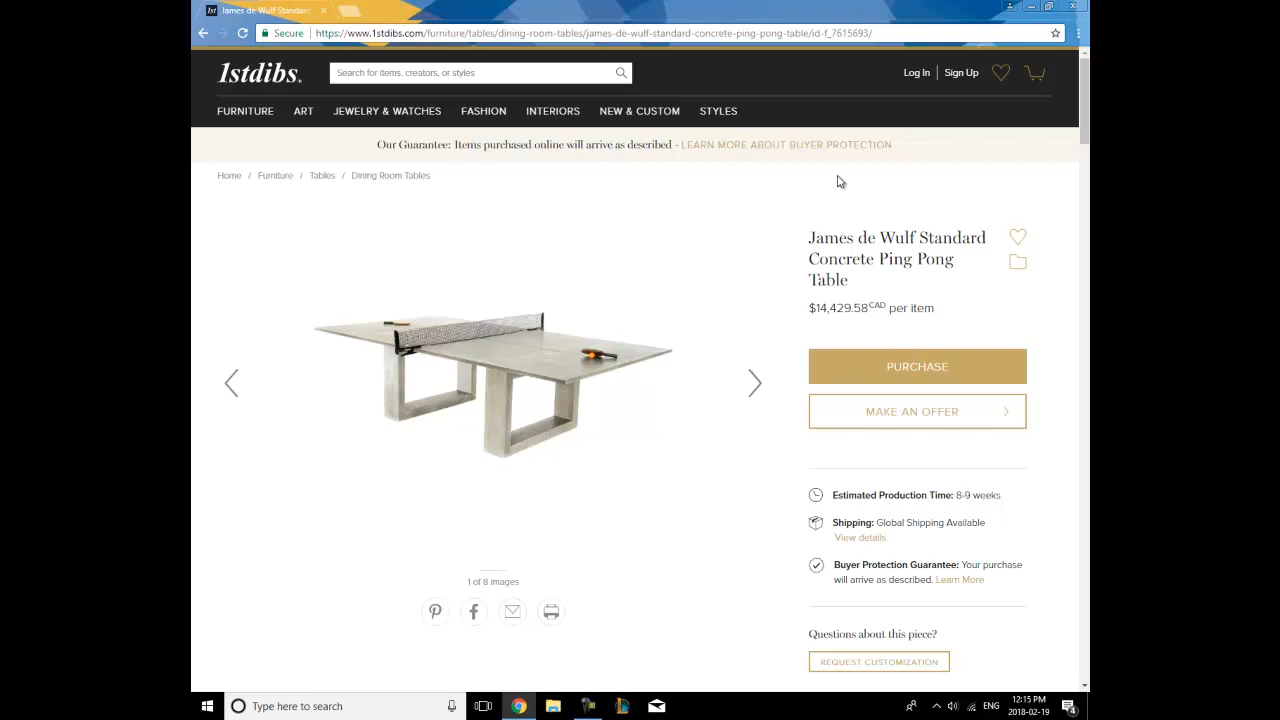 1st James de Wulf Standard
Secure https://www.1stdibs.com/furniture/tables/dining-room-tables/james-de-wulf-standard-concrete-ping-pong-table/id-f_7615693/
1stdibs.
Search for items, creators, or styles
Log In
Sign Up
FURNITURE ART JEWELRY & WATCHES FASHION INTERIORS NEW & CUSTOM STYLES
Our Guarantee: Items purchased online will arrive as described - LEARN MORE ABOUT BUYER PROTECTION
Home / Furniture / Tables / Dining Room Tables
James de Wulf Standard
Concrete Ping Pong
Table
$14,429.58CAD per item
PURCHASE
MAKE AN OFFER
Estimated Production Time: 8-9 weeks
Shipping: Global Shipping Available
View details
Buyer Protection Guarantee: Your purchase
will arrive as described. Learn More
1 of 8 images
Questions about this piece?
REQUEST CUSTOMIZATION
Type here to search
ENG
12:15 PM
2018-02-19
4